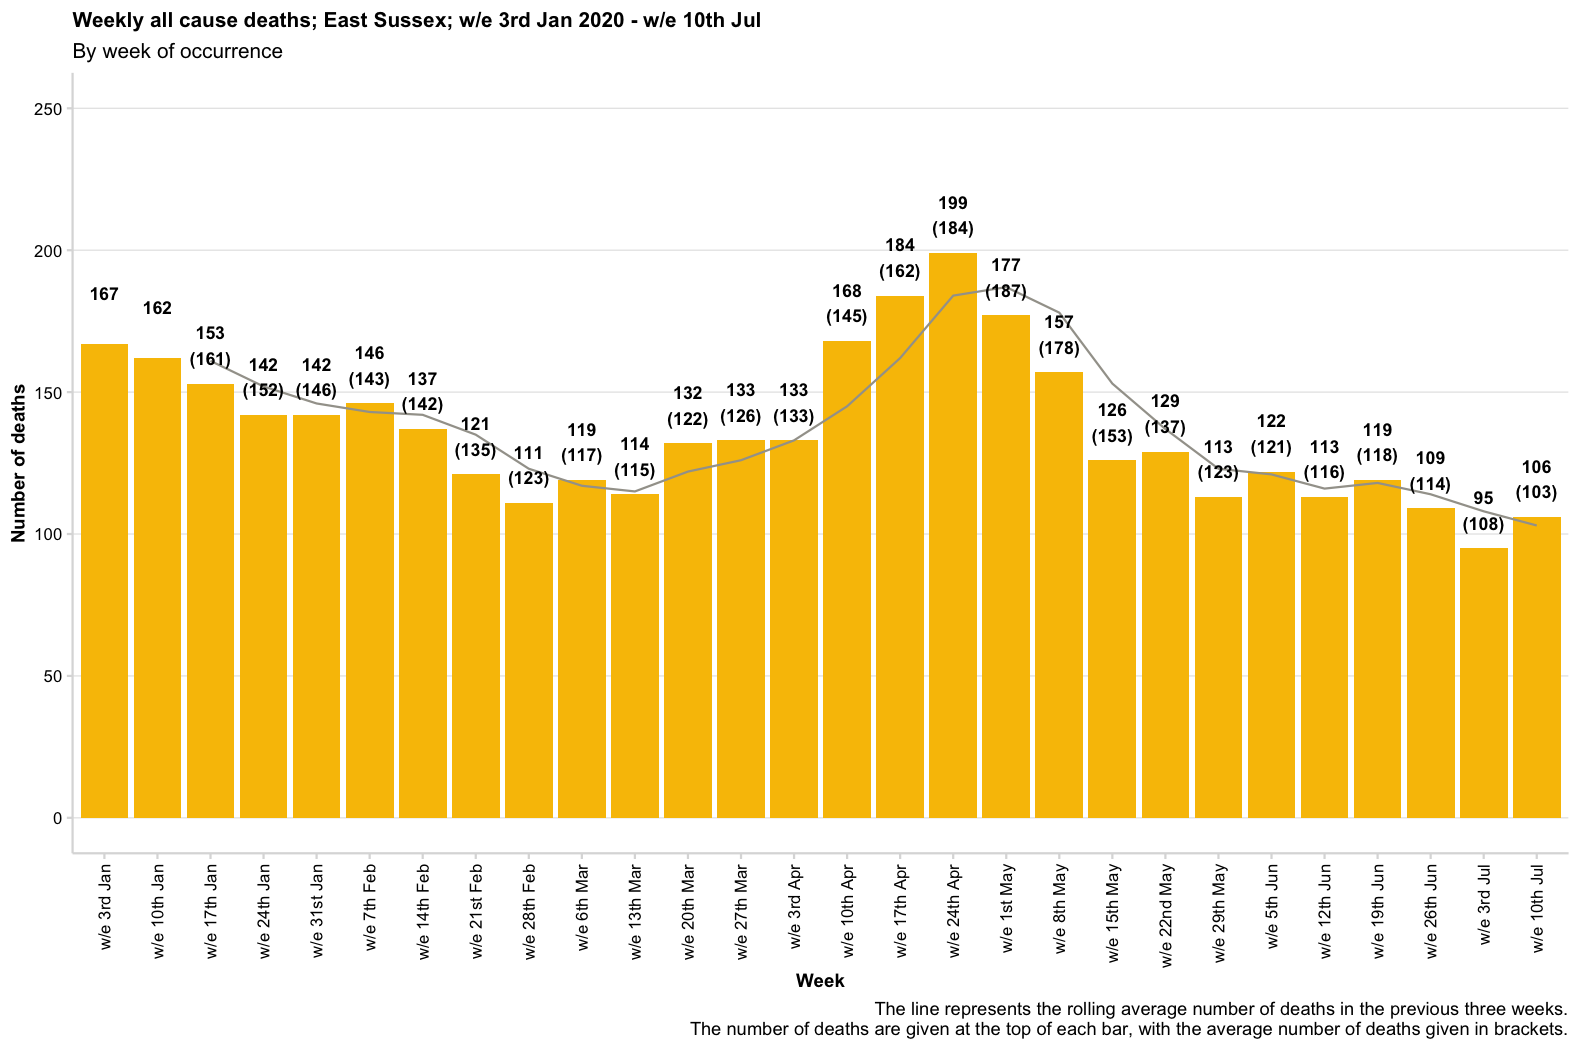 Weekly all cause deaths; East Sussex; w/e 3rd Jan 2020 - w/e 10th Jul
By week of occurrence
Number of deaths
250
200
150
100
50
0
167
162
153
(161)
142
(152)
142
(146)
146
(143)
137
(142)
121
(135)
111
(123)
119
(117)
114
(115)
132
(122)
133
(126)
133
(133)
168
(145)
184
(162)
199
(184)
177
(187)
157
(178)
126
(153)
129
(137)
113
(123)
122
(121)
113
(116)
119
(118)
109
(114)
95
(108)
106
(103)
w/e 3rd Jan
w/e 10th Jan
w/e 17th Jan
w/e 24th Jan
w/e 31st Jan
w/e 7th Feb
w/e 14th Feb
w/e 21st Feb
w/e 28th Feb
w/e 6th Mar
w/e 13th Mar
w/e 20th Mar
w/e 27th Mar
w/e 3rd Apr
w/e 10th Apr
w/e 17th Apr
w/e 24th Apr
w/e 1st May
w/e 8th May
w/e 15th May
w/e 22nd May
w/e 29th May
w/e 5th Jun
w/e 12th Jun
w/e 19th Jun
w/e 26th Jun
w/e 3rd Jul
w/e 10th Jul
Week
The line represents the rolling average number of deaths in the previous three weeks.
The number of deaths are given at the top of each bar, with the average number of deaths given in brackets.